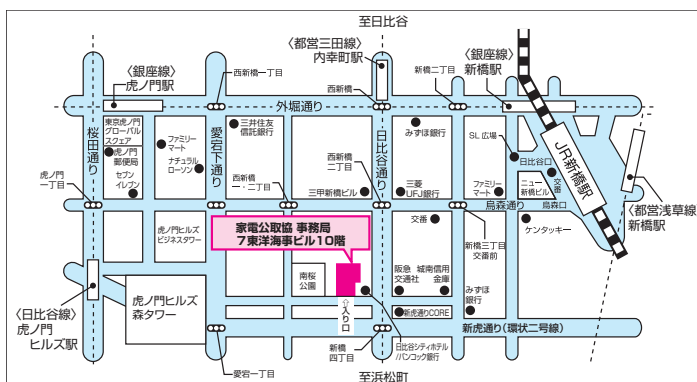 至日比谷
〈都営三田線〉
内幸町駅
〈銀座線〉
虎ノ門駅
〈銀座線〉
新橋駅
西新橋一丁目
西新橋
新橋二丁目
外堀通り
桜田通り
愛宕下通り
日比谷通り
東京虎ノ門
グローバル
スクエア
虎ノ門
郵便局
セブン
イレブン
ファミリー
マート
ナチュラル
ローソン
三井住友
信託銀行
みずほ
銀行
SL 広場
日比谷口
JR新橋駅
交番
烏森口
ニュー
新橋ビル
虎ノ門
一丁目
西新橋
一・二丁目
西新橋
二丁目
三甲新橋ビル
三菱
UFJ銀行
ファミリー
マート
烏森通り
ケンタッキー
〈都営浅草線〉
新橋駅
虎ノ門ヒルズ
ビジネスタワー
家電公取協 事務局
7東洋海事ビル10階
交番
新橋三丁目
交番前
〈日比谷線〉
虎ノ門
ヒルズ駅
虎ノ門ヒルズ
森タワー
南桜
公園
⇧入り口
阪急
交通社
城南信用
金庫
みずほ
銀行
新虎通りCORE
新虎通り(環状二号線)
愛宕一丁目
新橋
四丁目
日比谷シティホテル
/バンコック銀行
至浜松町